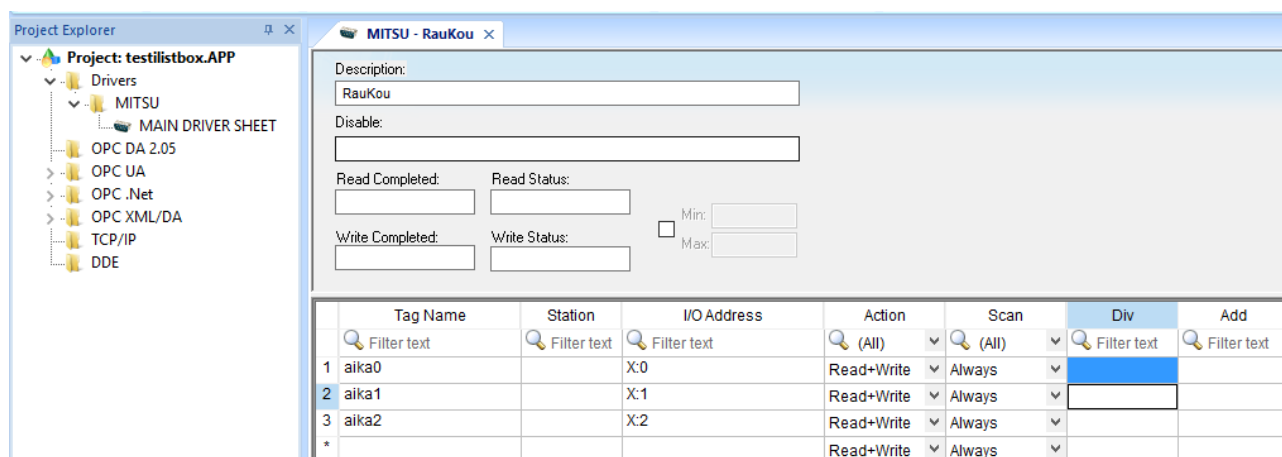 Project Explorer
Project: testilistbox.APP
Drivers
MITSU
MAIN DRIVER SHEET
OPC DA 2.05
OPC UA
OPC .Net
OPC XML/DA
TCP/IP
DDE
MITSU - RauKou
Description:
RauKou
Disable:
Read Completed: Read Status:
Min:
Write Completed: Write Status:
Max:
Tag Name Station I/O Address Action Scan Div Add
Filter text Filter text Filter text (All) (All) Filter text Filter text
1 aika0 X:0 Read+Write Always
2 aika1 X:1 Read+Write Always
3 aika2 X:2 Read+Write Always
* Read+Write Always